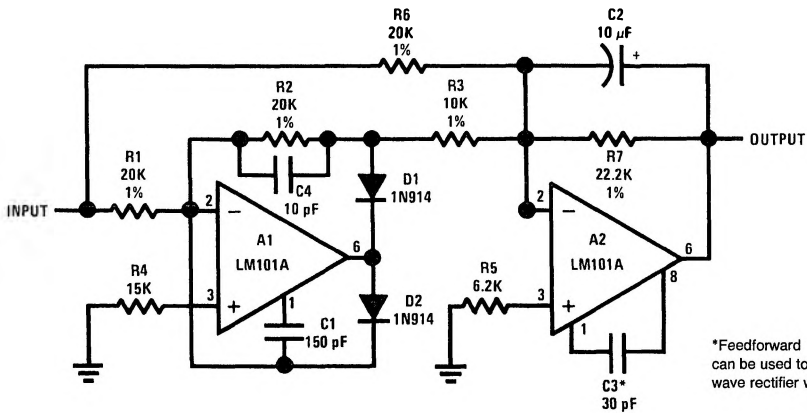 R6
20K
1%
C2
10 μF
+
R2
20K
1%
R3
10K
1%
R1
20K
1%
C4
10 pF
D1
1N914
R7
22.2K
1%
OUTPUT
INPUT
2
−
A1
LM101A
6
3
+
1
R4
15K
C1
150 pF
D2
1N914
2
−
A2
LM101A
6
8
R5
6.2K
3
+
1
C3*
30 pF
*Feedforward
can be used to
wave rectifier